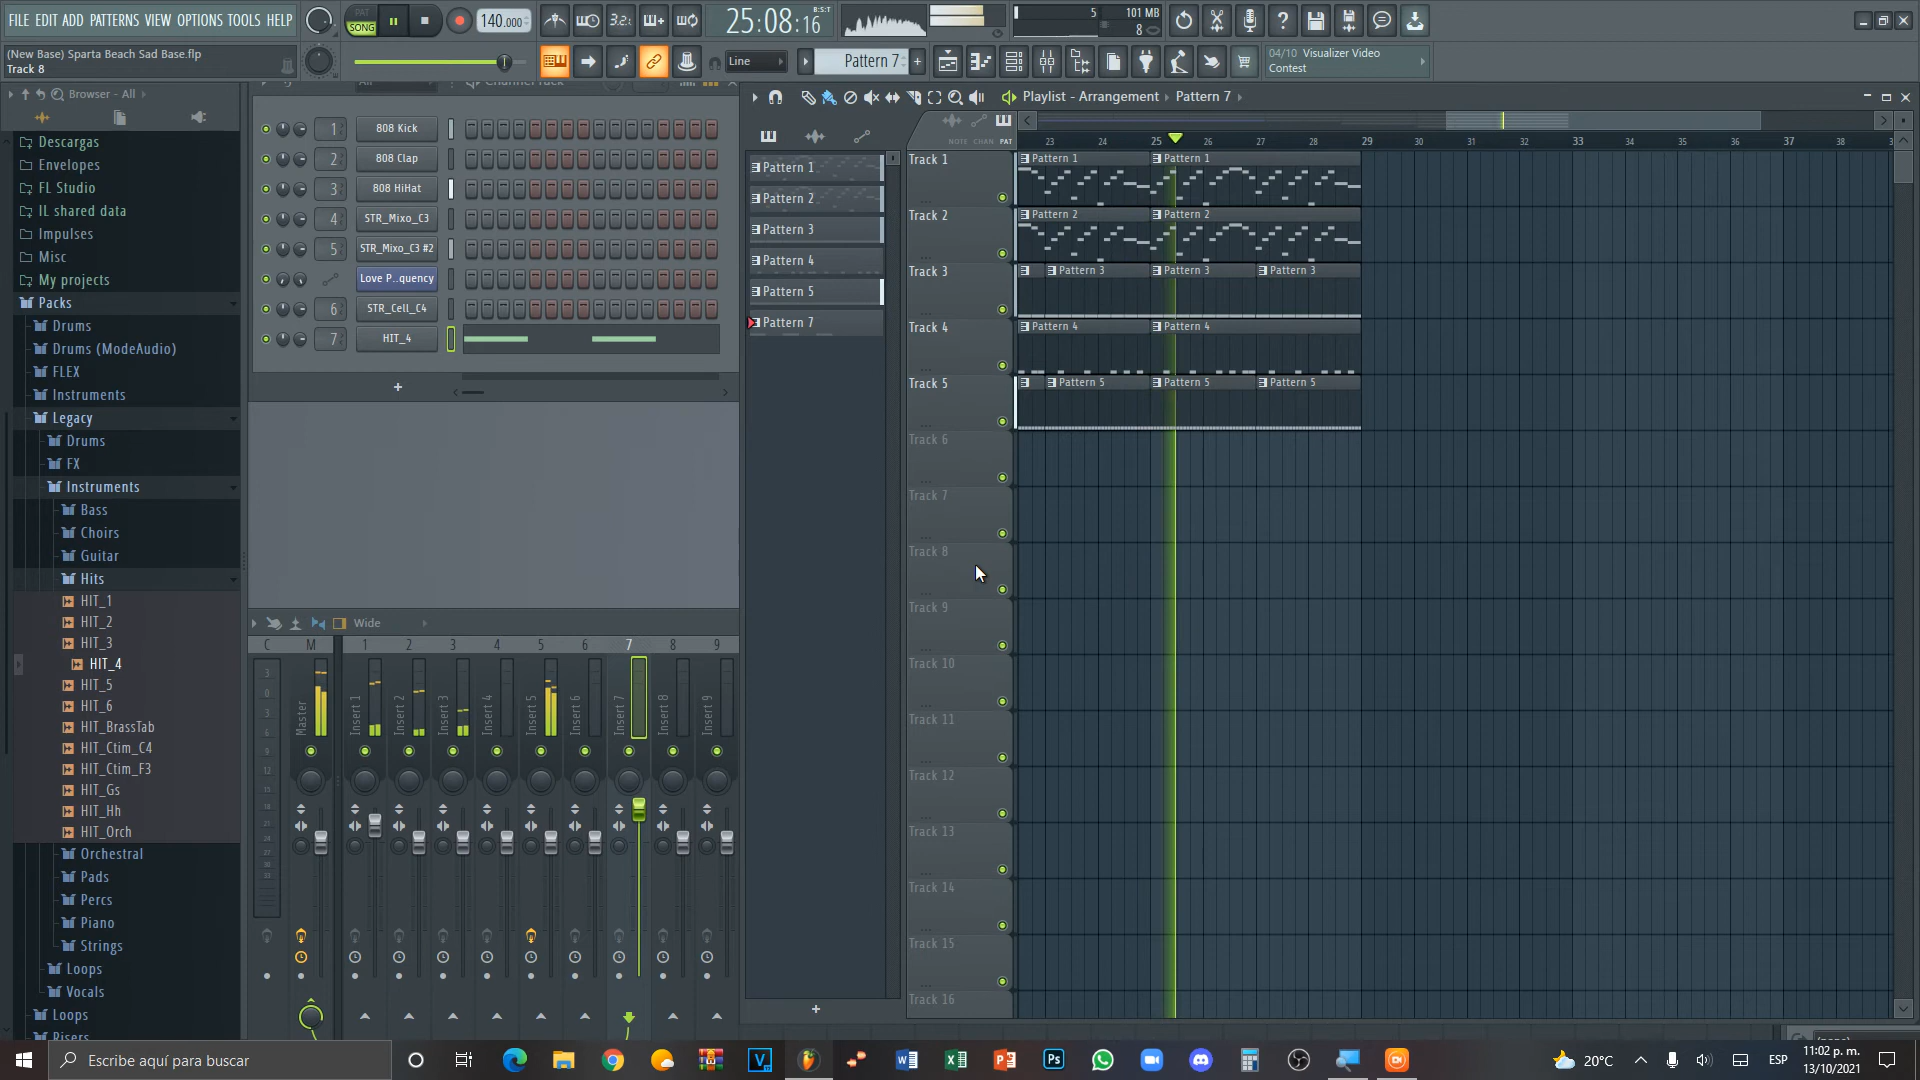 FILE EDIT ADD PATTERNS VIEW OPTIONS TOOLS HELP
PAT
SONG
140.000
3.2.
25:08:16
B:S:T
5
101 MB
8
(New Base) Sparta Beach Sad Base.flp
Track 8
Line
Pattern 7
04/10 Visualizer Video
Contest
Browser - All
Descargas
Envelopes
FL Studio
IL shared data
Impulses
Misc
My projects
Packs
Drums
Drums (ModeAudio)
FLEX
Instruments
Legacy
Drums
FX
Instruments
Bass
Choirs
Guitar
Hits
HIT_1
HIT_2
HIT_3
HIT_4
HIT_5
HIT_6
HIT_BrassTab
HIT_Ctim_C4
HIT_Ctim_F3
HIT_Gs
HIT_Hh
HIT_Orch
Orchestral
Pads
Percs
Piano
Strings
Loops
Vocals
Loops
Risers
1 808 Kick
2 808 Clap
3 808 HiHat
4 STR_Mixo_C3
5 STR_Mixo_C3 #2
Love P..quency
6 STR_Cell_C4
7 HIT_4
Wide
C M 1 2 3 4 5 6 7 8 9
Master
Insert 1
Insert 2
Insert 3
Insert 4
Insert 5
Insert 6
Insert 7
Insert 8
Insert 9
Pattern 1
Pattern 2
Pattern 3
Pattern 4
Pattern 5
Pattern 7
Playlist - Arrangement Pattern 7
NOTE CHAN PAT
23 24 25 26 27 28 29 30 31 32 33 34 35 36 37 38
Track 1
Pattern 1 Pattern 1
Track 2
Pattern 2 Pattern 2
Track 3
Pattern 3 Pattern 3 Pattern 3
Track 4
Pattern 4 Pattern 4
Track 5
Pattern 5 Pattern 5 Pattern 5
Track 6
Track 7
Track 8
Track 9
Track 10
Track 11
Track 12
Track 13
Track 14
Track 15
Track 16
Escribe aquí para buscar
20°C
ESP
11:02 p. m.
13/10/2021